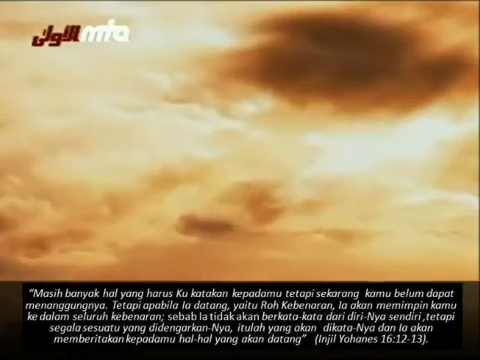 الأولى mta
“Masih banyak hal yang harus Ku katakan kepadamu tetapi sekarang kamu belum dapat
menanggungnya. Tetapi apabila Ia datang, yaitu Roh Kebenaran, Ia akan memimpin kamu
ke dalam seluruh kebenaran; sebab Ia tidak akan berkata-kata dari diri-Nya sendiri ,tetapi
segala sesuatu yang didengarkan-Nya, itulah yang akan dikata-Nya dan Ia akan
memberitakan kepadamu hal-hal yang akan datang” (Injil Yohanes 16:12-13).